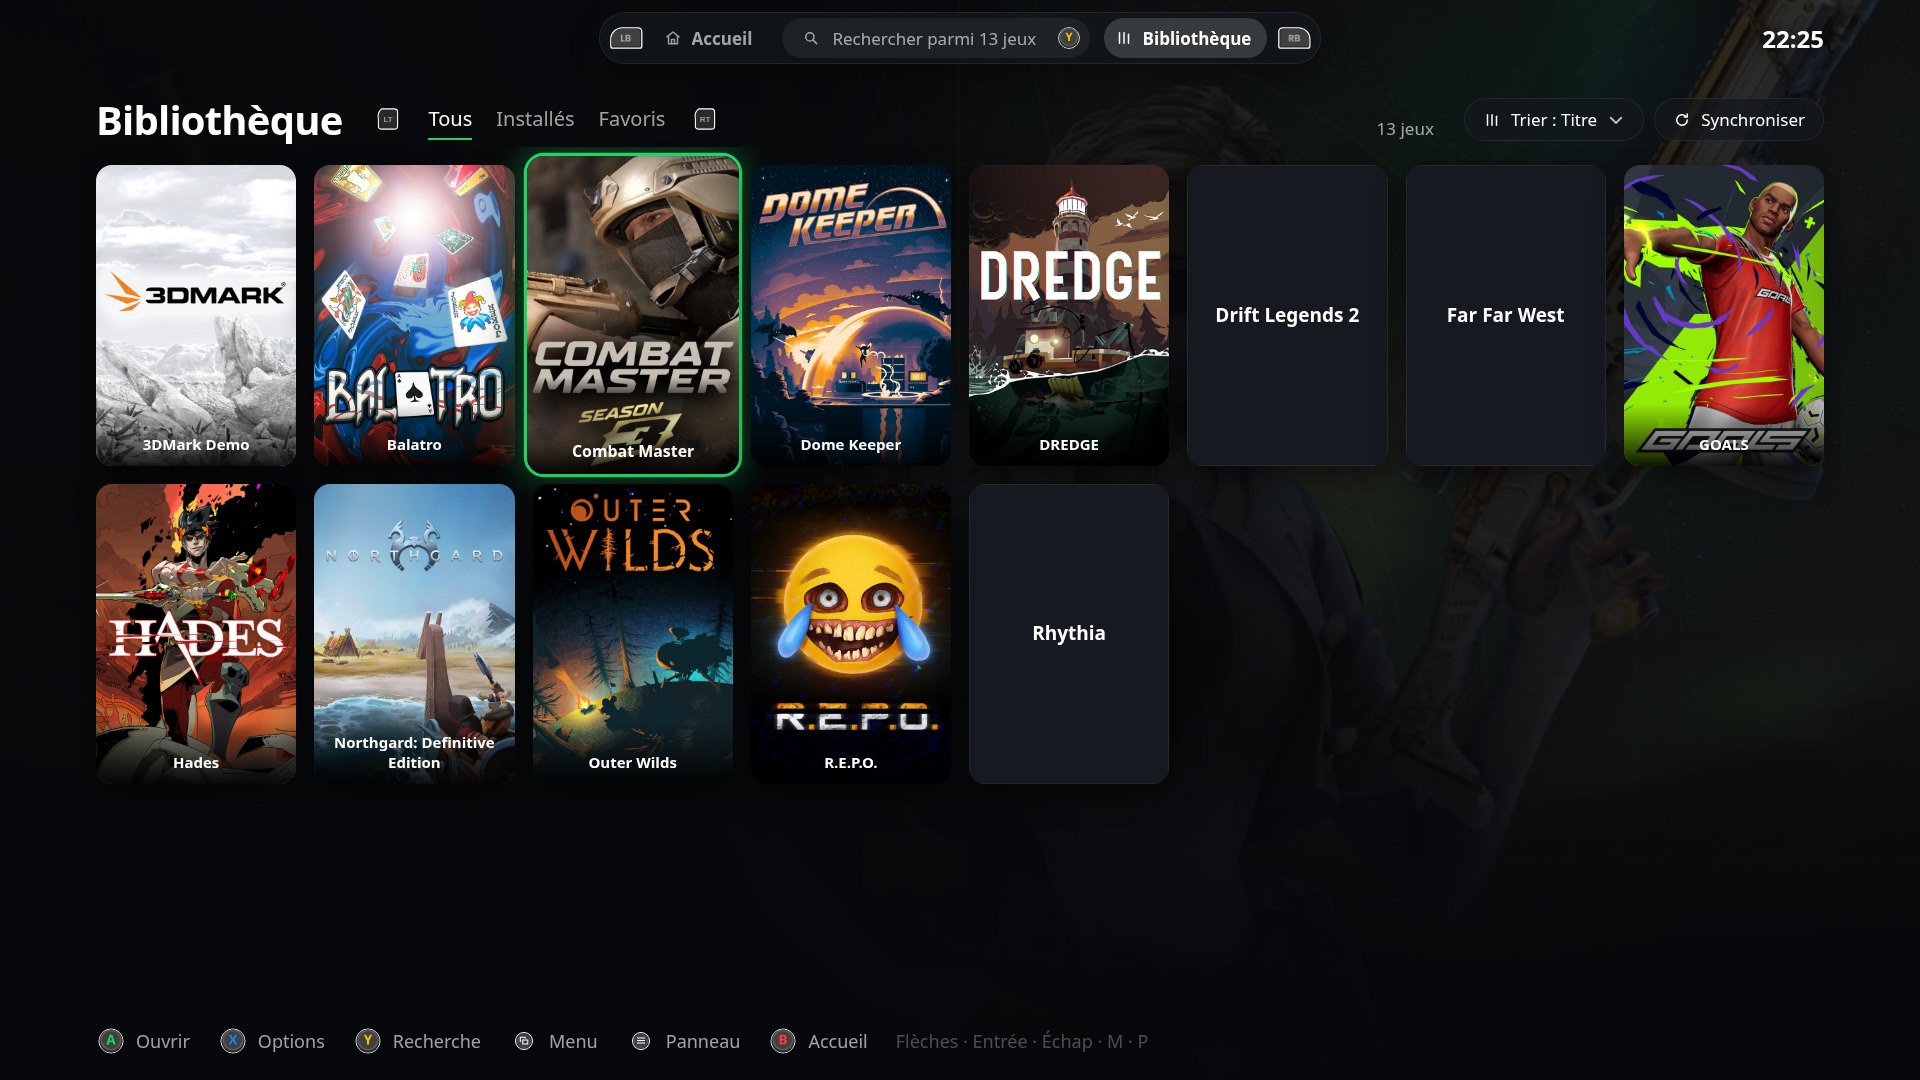 LB
Accueil
Rechercher parmi 13 jeux
Y
Bibliothèque
RB
22:25
Bibliothèque
LT
Tous
Installés
Favoris
RT
13 jeux
Trier : Titre
Synchroniser
3DMARK
3DMark Demo
BALATRO
Balatro
COMBAT
MASTER
SEASON
Combat Master
DOME
KEEPER
Dome Keeper
DREDGE
DREDGE
Drift Legends 2
Far Far West
GOALS
GOALS
GOALS
HADES
Hades
NORTHGARD
Northgard: Definitive
Edition
OUTER
WILDS
Outer Wilds
R.E.P.O.
R.E.P.O.
Rhythia
A
Ouvrir
X
Options
Y
Recherche
Menu
Panneau
B
Accueil
Flèches · Entrée · Échap · M · P